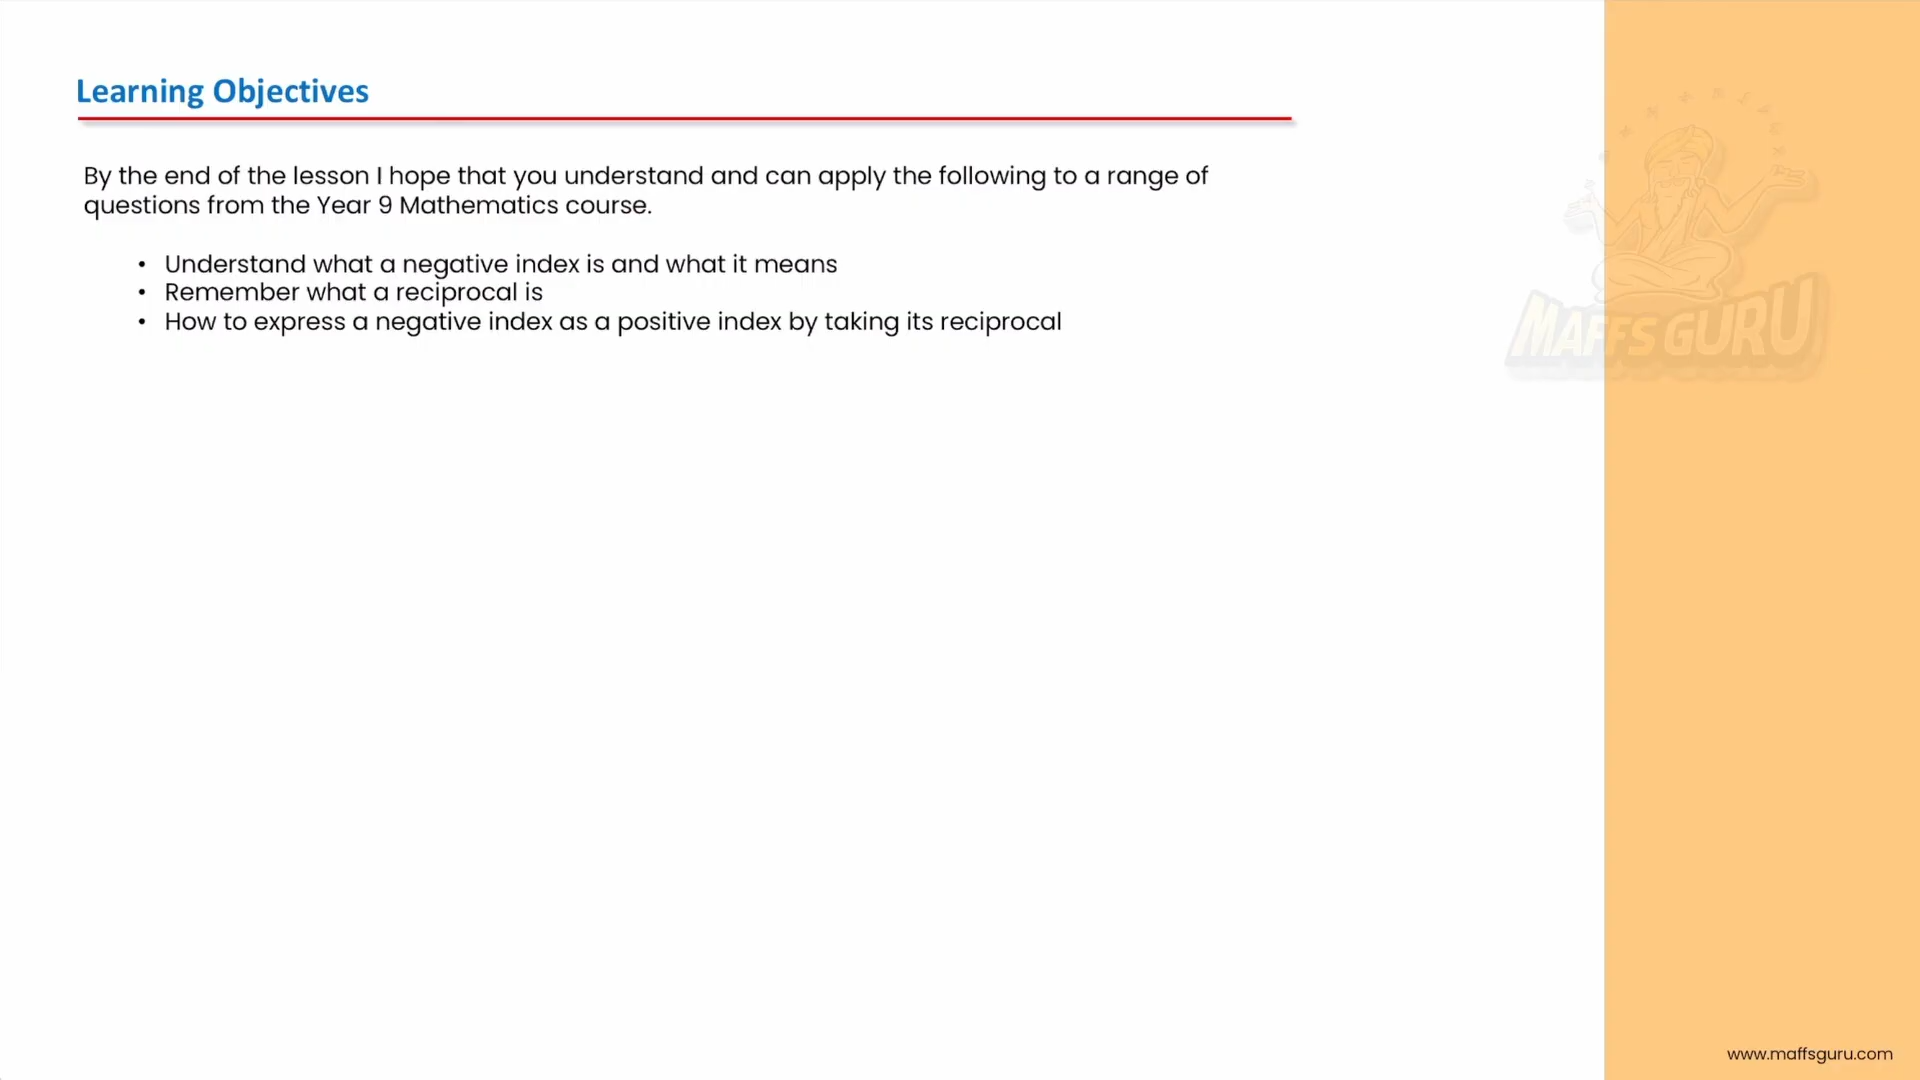 Learning Objectives
By the end of the lesson I hope that you understand and can apply the following to a range of
questions from the Year 9 Mathematics course.
• Understand what a negative index is and what it means
• Remember what a reciprocal is
• How to express a negative index as a positive index by taking its reciprocal
MAFFS GURU
www.maffsguru.com